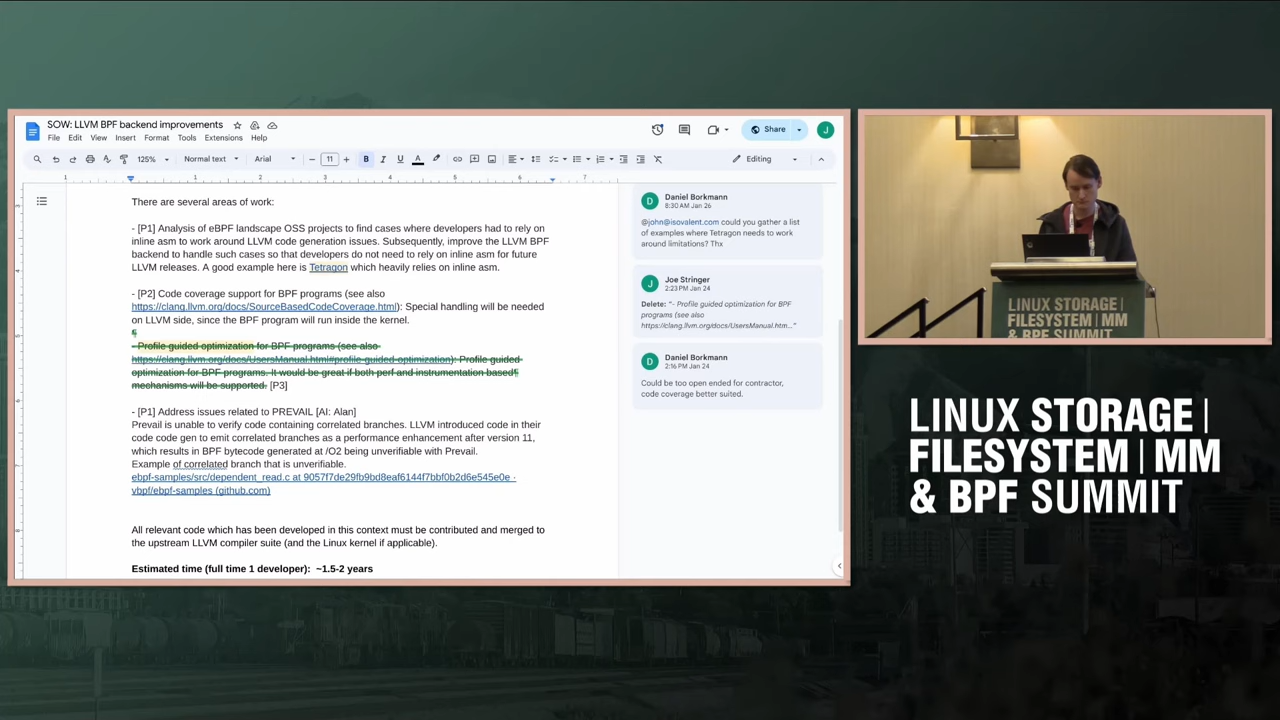 SOW: LLVM BPF backend improvements
File Edit View Insert Format Tools Extensions Help
Share
J
125% Normal text Arial 11 B I U A Editing
1 1 2 3 4 5 6 7
There are several areas of work:
- [P1] Analysis of eBPF landscape OSS projects to find cases where developers had to rely on
inline asm to work around LLVM code generation issues. Subsequently, improve the LLVM BPF
backend to handle such cases so that developers do not need to rely on inline asm for future
LLVM releases. A good example here is Tetragon which heavily relies on inline asm.
- [P2] Code coverage support for BPF programs (see also
https://clang.llvm.org/docs/SourceBasedCodeCoverage.html): Special handling will be needed
on LLVM side, since the BPF program will run inside the kernel.
¶
- Profile guided optimization for BPF programs (see also
https://clang.llvm.org/docs/UsersManual.html#profile-guided-optimization): Profile guided
optimization for BPF programs. It would be great if both perf and instrumentation based¶
mechanisms will be supported. [P3]
- [P1] Address issues related to PREVAIL [AI: Alan]
Prevail is unable to verify code containing correlated branches. LLVM introduced code in their
code code gen to emit correlated branches as a performance enhancement after version 11,
which results in BPF bytecode generated at /O2 being unverifiable with Prevail.
Example of correlated branch that is unverifiable.
ebpf-samples/src/dependent_read.c at 9057f7de29fb9bd8eaf6144f7bbf0b2d6e545e0e ·
vbpf/ebpf-samples (github.com)
All relevant code which has been developed in this context must be contributed and merged to
the upstream LLVM compiler suite (and the Linux kernel if applicable).
Estimated time (full time 1 developer): ~1.5-2 years
D
Daniel Borkmann
8:30 AM Jan 26
@john@isovalent.com could you gather a list
of examples where Tetragon needs to work
around limitations? Thx
J
Joe Stringer
2:23 PM Jan 24
Delete: "- Profile guided optimization for BPF
programs (see also
https://clang.llvm.org/docs/UsersManual.htm..."
D
Daniel Borkmann
2:16 PM Jan 24
Could be too open ended for contractor,
code coverage better suited.
LINUX STORAGE |
FILESYSTEM | MM
& BPF SUMMIT
LINUX STORAGE |
FILESYSTEM | MM
& BPF SUMMIT